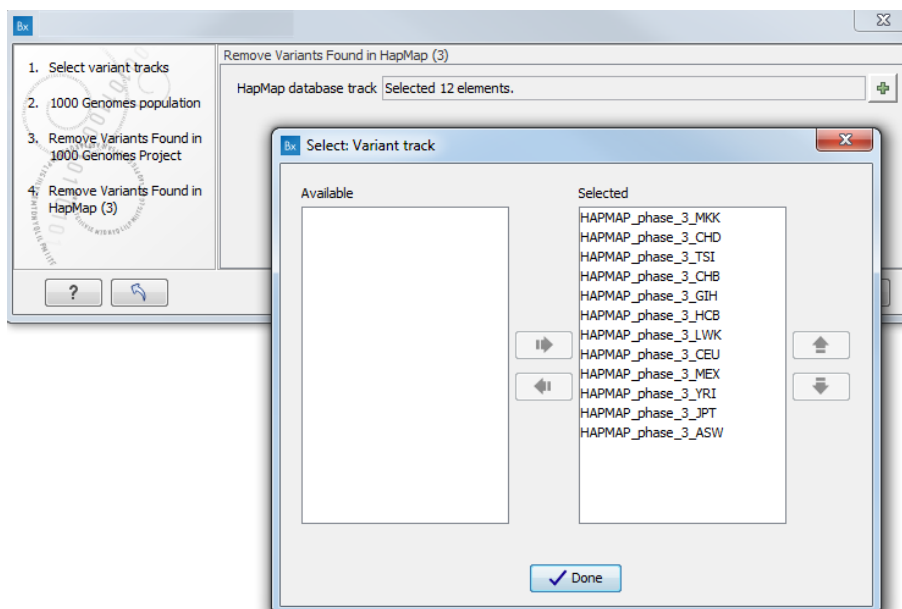 Bx
1. Select variant tracks
2. 1000 Genomes population
3. Remove Variants Found in
1000 Genomes Project
4. Remove Variants Found in
HapMap (3)
?
Remove Variants Found in HapMap (3)
HapMap database track Selected 12 elements.
Bx Select: Variant track
Available
Selected
HAPMAP_phase_3_MKK
HAPMAP_phase_3_CHD
HAPMAP_phase_3_TSI
HAPMAP_phase_3_CHB
HAPMAP_phase_3_GIH
HAPMAP_phase_3_HCB
HAPMAP_phase_3_LWK
HAPMAP_phase_3_CEU
HAPMAP_phase_3_MEX
HAPMAP_phase_3_YRI
HAPMAP_phase_3_JPT
HAPMAP_phase_3_ASW
Done